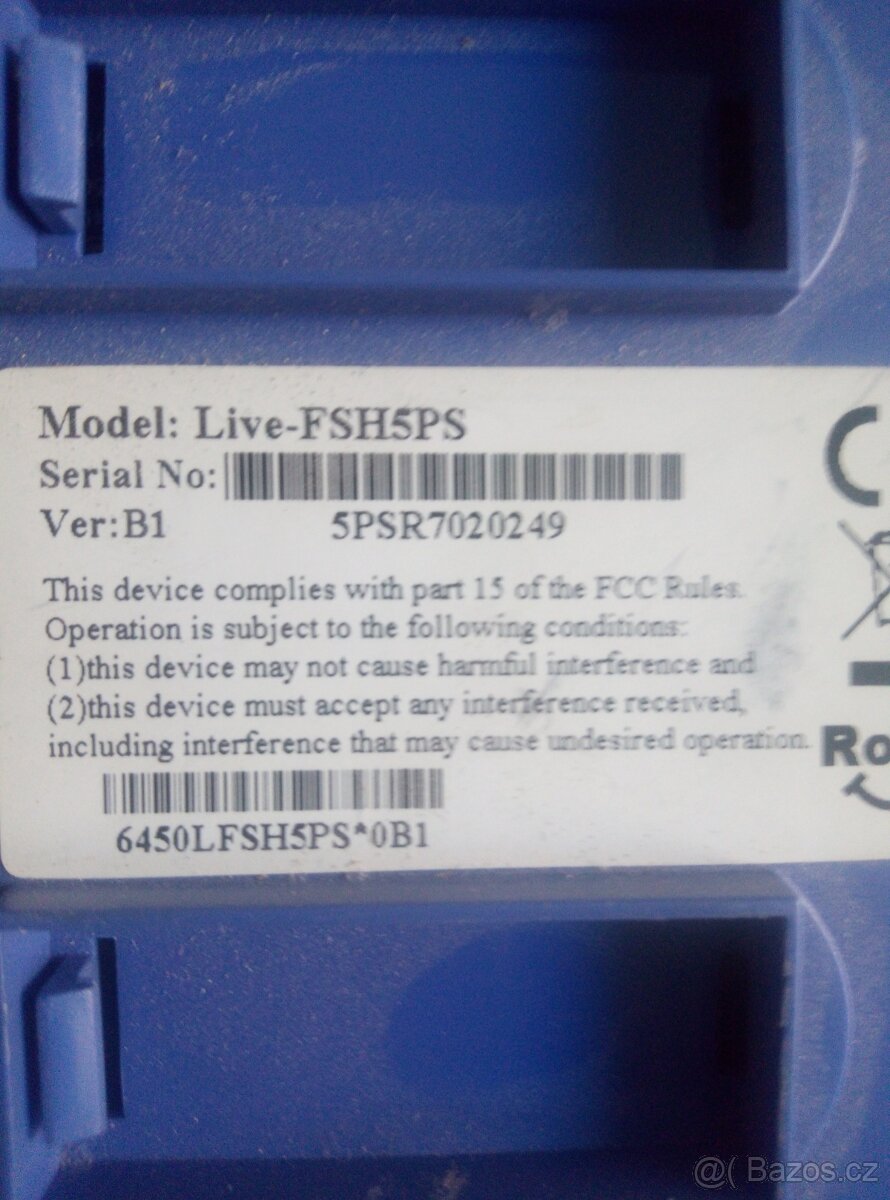 Model: Live-FSH5PS
Serial No:
Ver:B1 5PSR7020249
This device complies with part 15 of the FCC Rules.
Operation is subject to the following conditions:
(1)this device may not cause harmful interference and
(2)this device must accept any interference received,
including interference that may cause undesired operation.
Ro
6450LFSH5PS*0B1
@( Bazos.cz